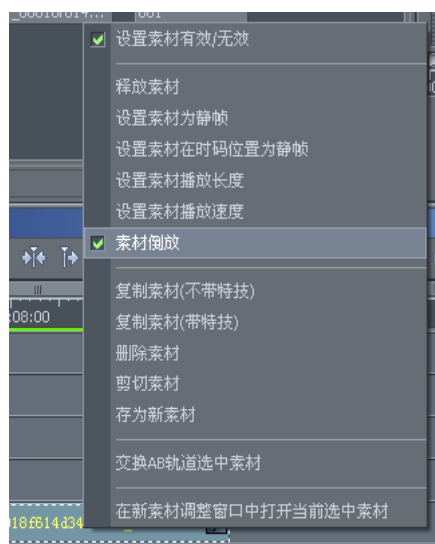 001
设置素材有效/无效
释放素材
设置素材为静帧
设置素材在时码位置为静帧
设置素材播放长度
设置素材播放速度
素材倒放
:08:00
复制素材(不带特技)
复制素材(带特技)
删除素材
剪切素材
存为新素材
交换AB轨道选中素材
在新素材调整窗口中打开当前选中素材
018f614d34